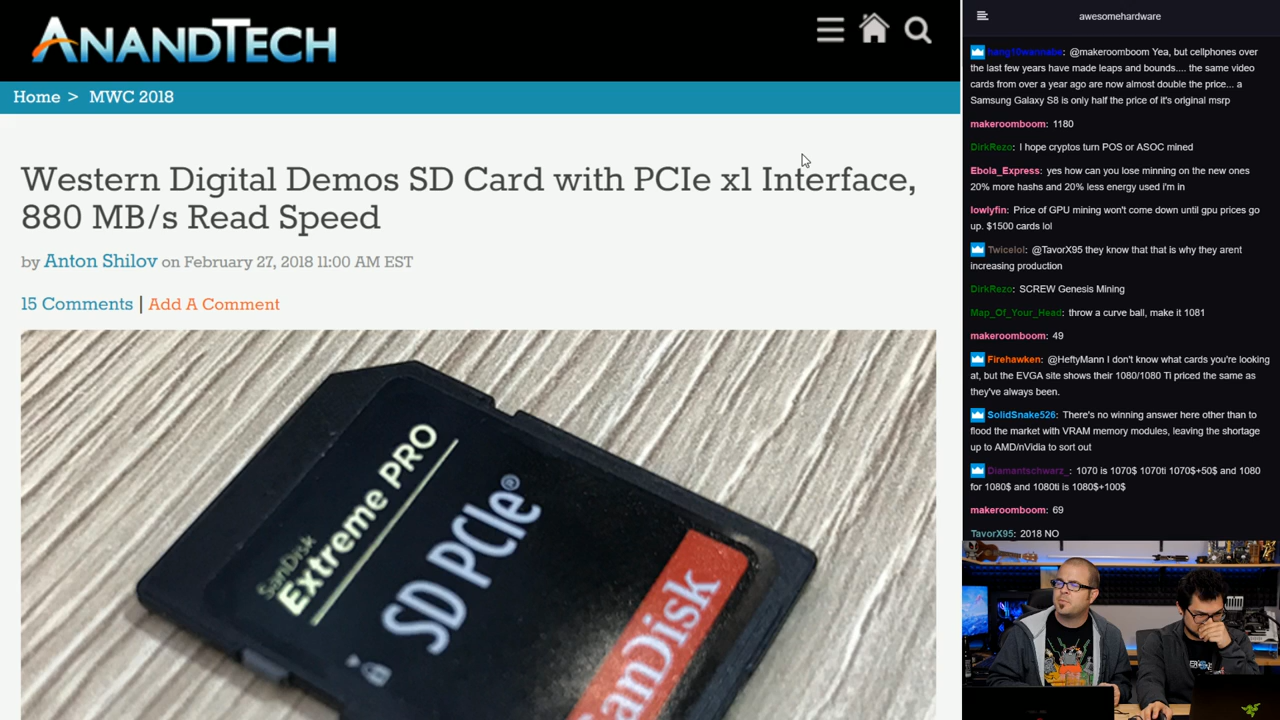 ANANDTECH
Home > MWC 2018
Western Digital Demos SD Card with PCIe x1 Interface,
880 MB/s Read Speed
by Anton Shilov on February 27, 2018 11:00 AM EST
15 Comments | Add A Comment
SanDisk
Extreme PRO
SD PCIe®
SanDisk
awesomehardware
hang10wannabe: @makeroomboom Yea, but cellphones over
the last few years have made leaps and bounds.... the same video
cards from over a year ago are now almost double the price... a
Samsung Galaxy S8 is only half the price of it's original msrp
makeroomboom: 1180
DirkRezo: I hope cryptos turn POS or ASOC mined
Ebola_Express: yes how can you lose minning on the new ones
20% more hashs and 20% less energy used i'm in
lowlyfin: Price of GPU mining won't come down until gpu prices go
up. $1500 cards lol
Twicelol: @TavorX95 they know that that is why they arent
increasing production
DirkRezo: SCREW Genesis Mining
Map_Of_Your_Head: throw a curve ball, make it 1081
makeroomboom: 49
Firehawken: @HeftyMann I don't know what cards you're looking
at, but the EVGA site shows their 1080/1080 Ti priced the same as
they've always been.
SolidSnake526: There's no winning answer here other than to
flood the market with VRAM memory modules, leaving the shortage
up to AMD/nVidia to sort out
Diamantschwarz_: 1070 is 1070$ 1070ti 1070$+50$ and 1080
for 1080$ and 1080ti is 1080$+100$
makeroomboom: 69
TavorX95: 2018 NO